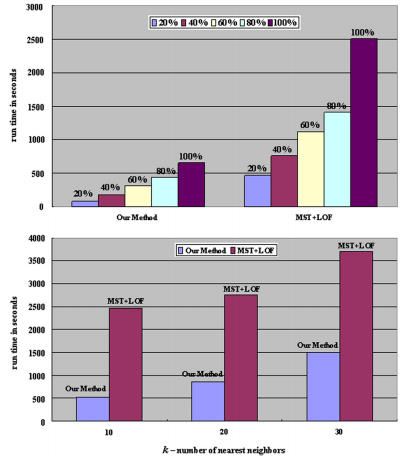 3000
2500
2000
1500
1000
500
0
run time in seconds
20% 40% 60% 80% 100%
20% 40% 60% 80% 100%
20% 40% 60% 80% 100%
Our Method MST+LOF
4000
3500
3000
2500
2000
1500
1000
500
0
run time in seconds
Our Method MST+LOF
Our Method MST+LOF
Our Method MST+LOF
Our Method MST+LOF
10 20 30
k – number of nearest neighbors